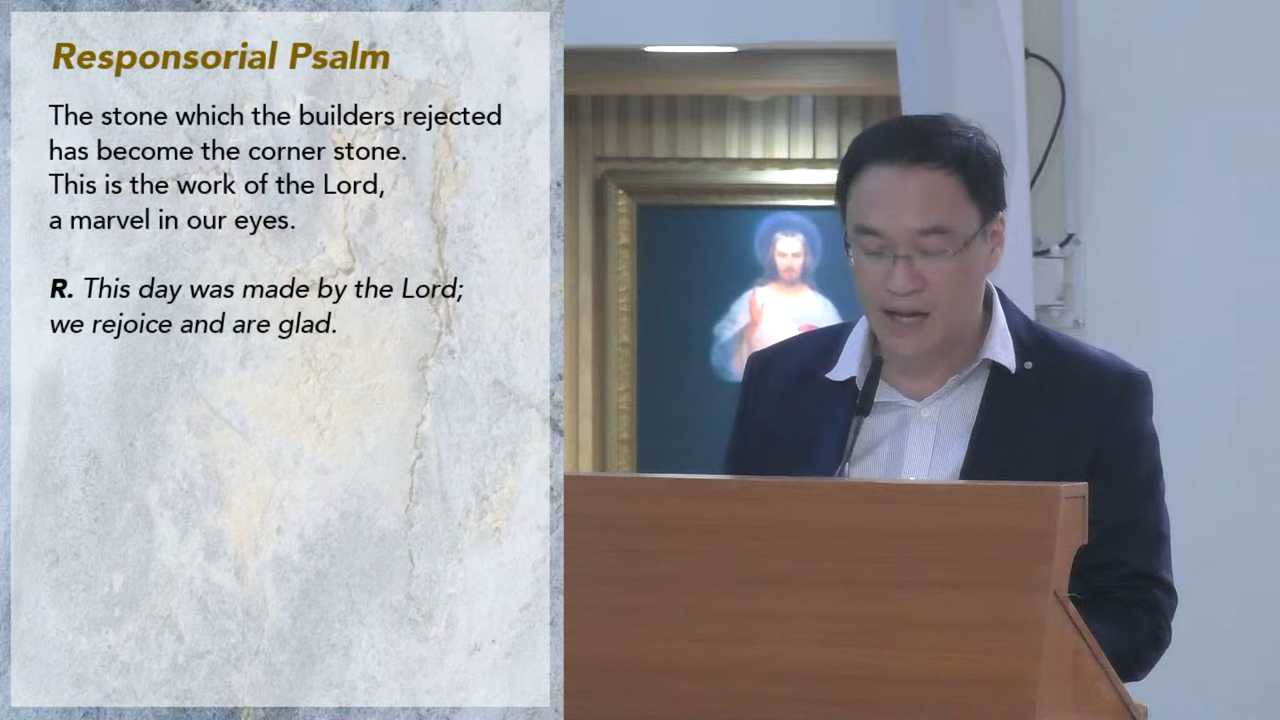 Responsorial Psalm
The stone which the builders rejected
has become the corner stone.
This is the work of the Lord,
a marvel in our eyes.
R. This day was made by the Lord;
we rejoice and are glad.